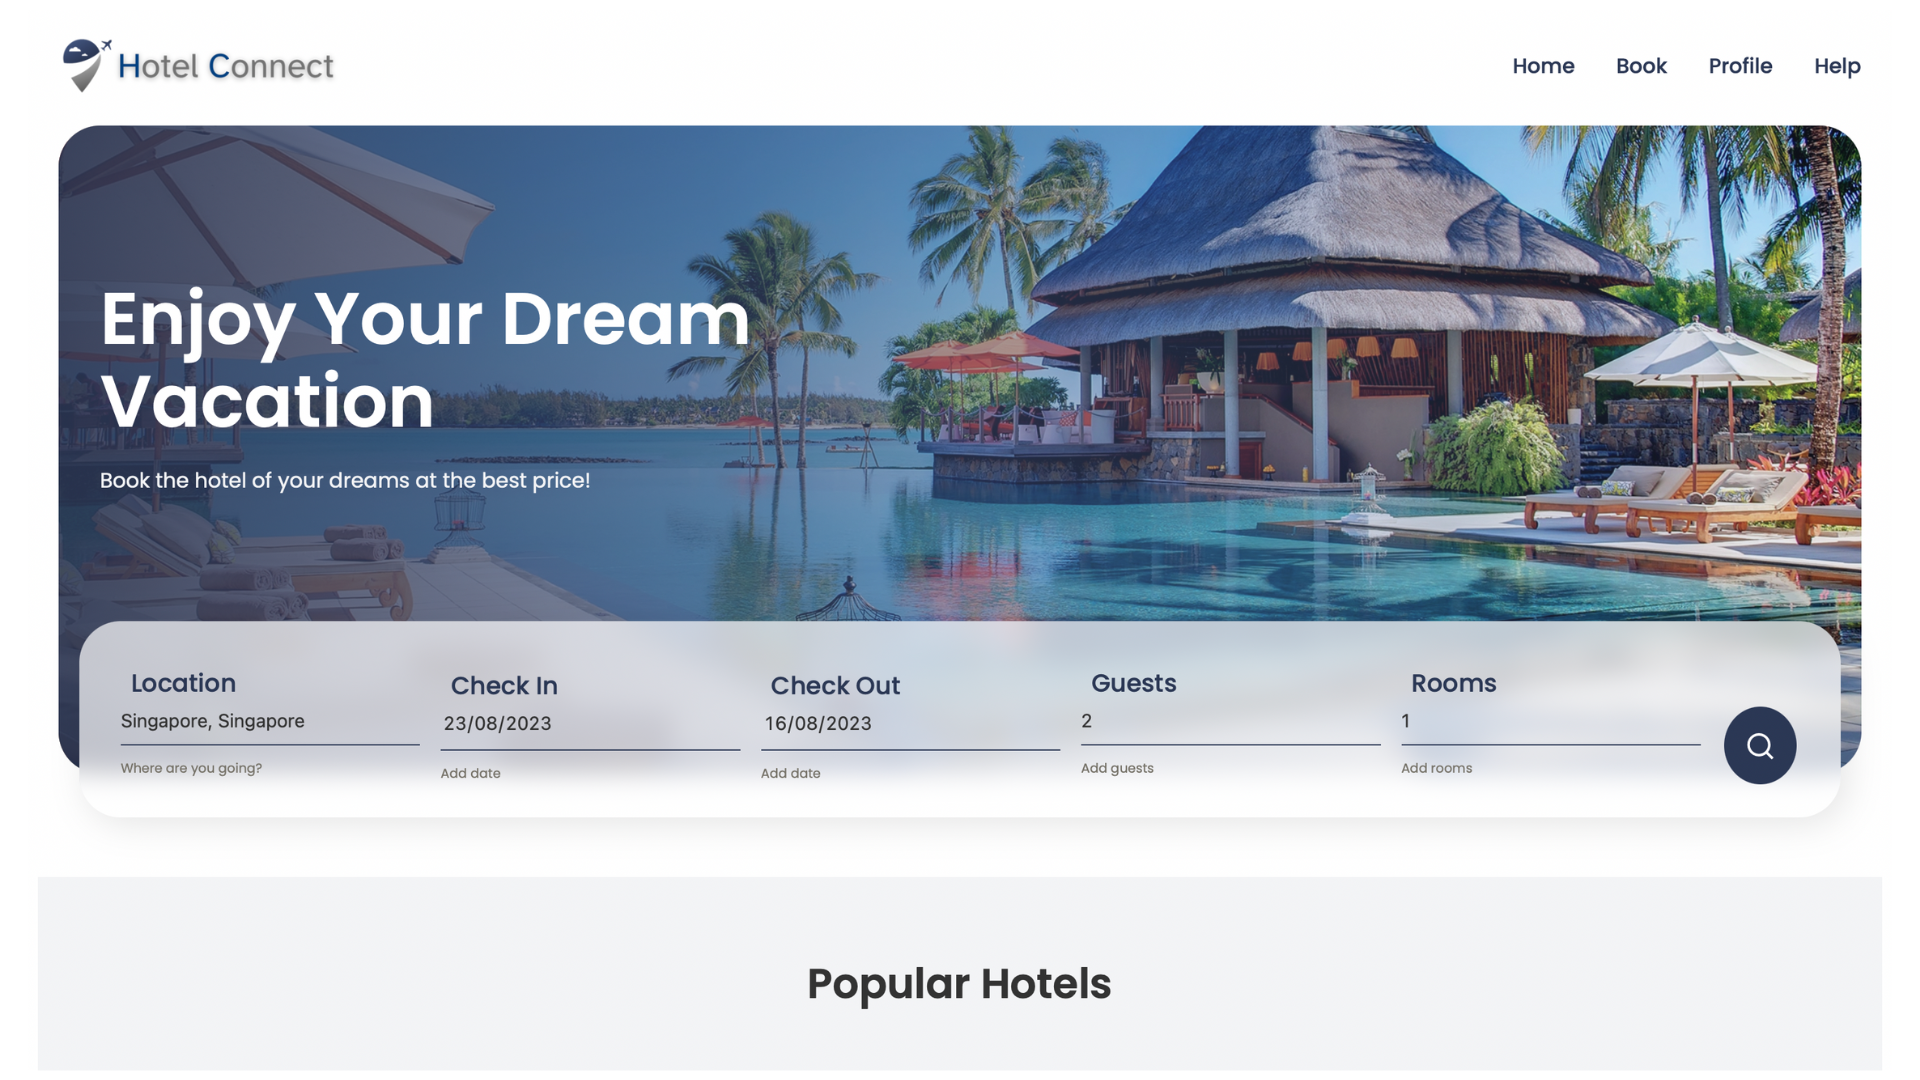 Hotel Connect
Home
Book
Profile
Help
Enjoy Your Dream
Vacation
Book the hotel of your dreams at the best price!
Location
Singapore, Singapore
Where are you going?
Check In
23/08/2023
Add date
Check Out
16/08/2023
Add date
Guests
2
Add guests
Rooms
1
Add rooms
Popular Hotels